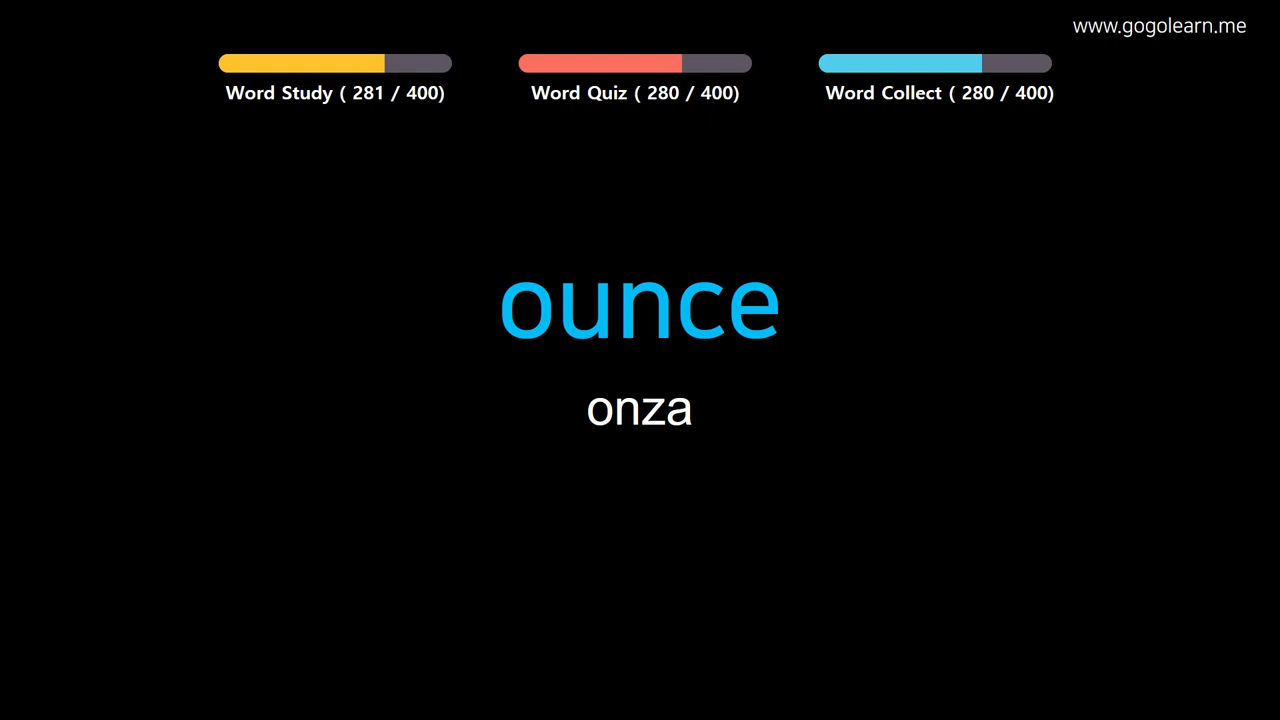 www.gogolearn.me
Word Study ( 281 / 400)
Word Quiz ( 280 / 400)
Word Collect ( 280 / 400)
ounce
onza